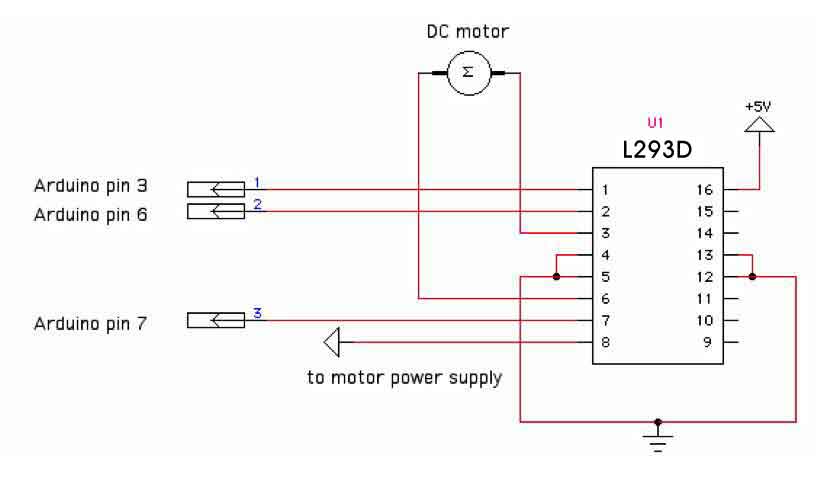 DC motor
Σ
+5V
U1
L293D
Arduino pin 3
1
1
16
Arduino pin 6
2
2
15
3
14
4
13
5
12
6
11
Arduino pin 7
3
7
10
8
9
to motor power supply